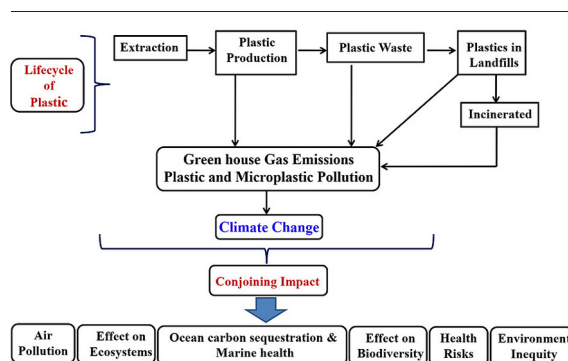 Lifecycle
of
Plastic
Extraction
Plastic
Production
Plastic Waste
Plastics in
Landfills
Incinerated
Green house Gas Emissions
Plastic and Microplastic Pollution
Climate Change
Conjoining Impact
Air
Pollution
Effect on
Ecosystems
Ocean carbon sequestration &
Marine health
Effect on
Biodiversity
Health
Risks
Environment
Inequity